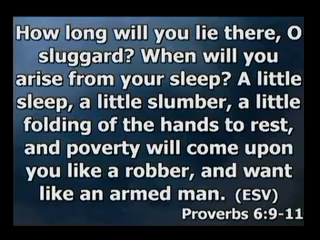 How long will you lie there, O
sluggard? When will you
arise from your sleep? A little
sleep, a little slumber, a little
folding of the hands to rest,
and poverty will come upon
you like a robber, and want
like an armed man. (ESV)
Proverbs 6:9-11